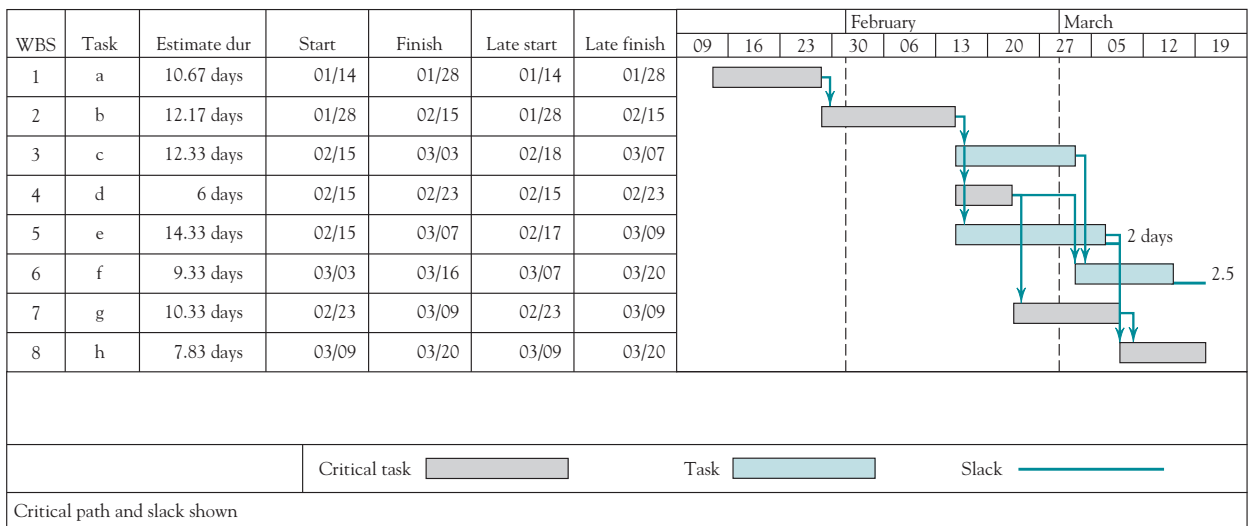 February March
WBS Task Estimate dur Start Finish Late start Late finish 09 16 23 30 06 13 20 27 05 12 19
1 a 10.67 days 01/14 01/28 01/14 01/28
2 b 12.17 days 01/28 02/15 01/28 02/15
3 c 12.33 days 02/15 03/03 02/18 03/07
4 d 6 days 02/15 02/23 02/15 02/23
5 e 14.33 days 02/15 03/07 02/17 03/09 2 days
6 f 9.33 days 03/03 03/16 03/07 03/20 2.5
7 g 10.33 days 02/23 03/09 02/23 03/09
8 h 7.83 days 03/09 03/20 03/09 03/20
Critical task Task Slack
Critical path and slack shown